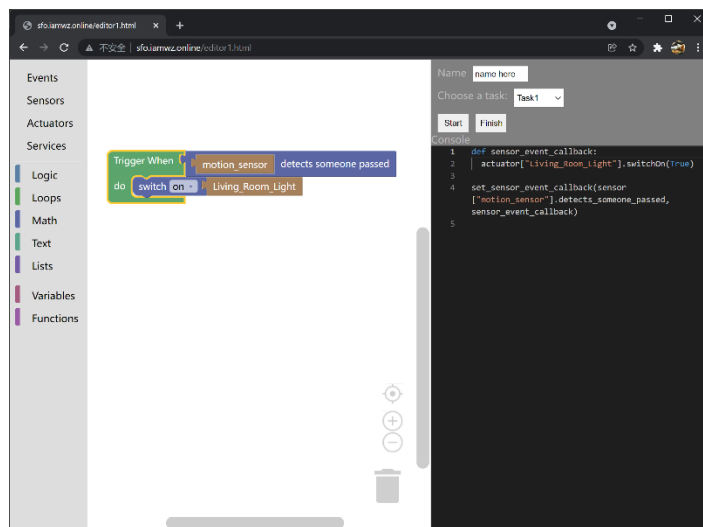 sfo.iamwz.online/editor1.html
不安全 | sfo.iamwz.online/editor1.html
Events
Sensors
Actuators
Services
Logic
Loops
Math
Text
Lists
Variables
Functions
Trigger When motion_sensor detects someone passed
do switch on Living_Room_Light
Name name hero
Choose a task: Task1
Start Finish
Console
1 def sensor_event_callback:
2 actuator["Living_Room_Light"].switchOn(True)
3
4 set_sensor_event_callback(sensor
["motion_sensor"].detects_someone_passed,
sensor_event_callback)
5